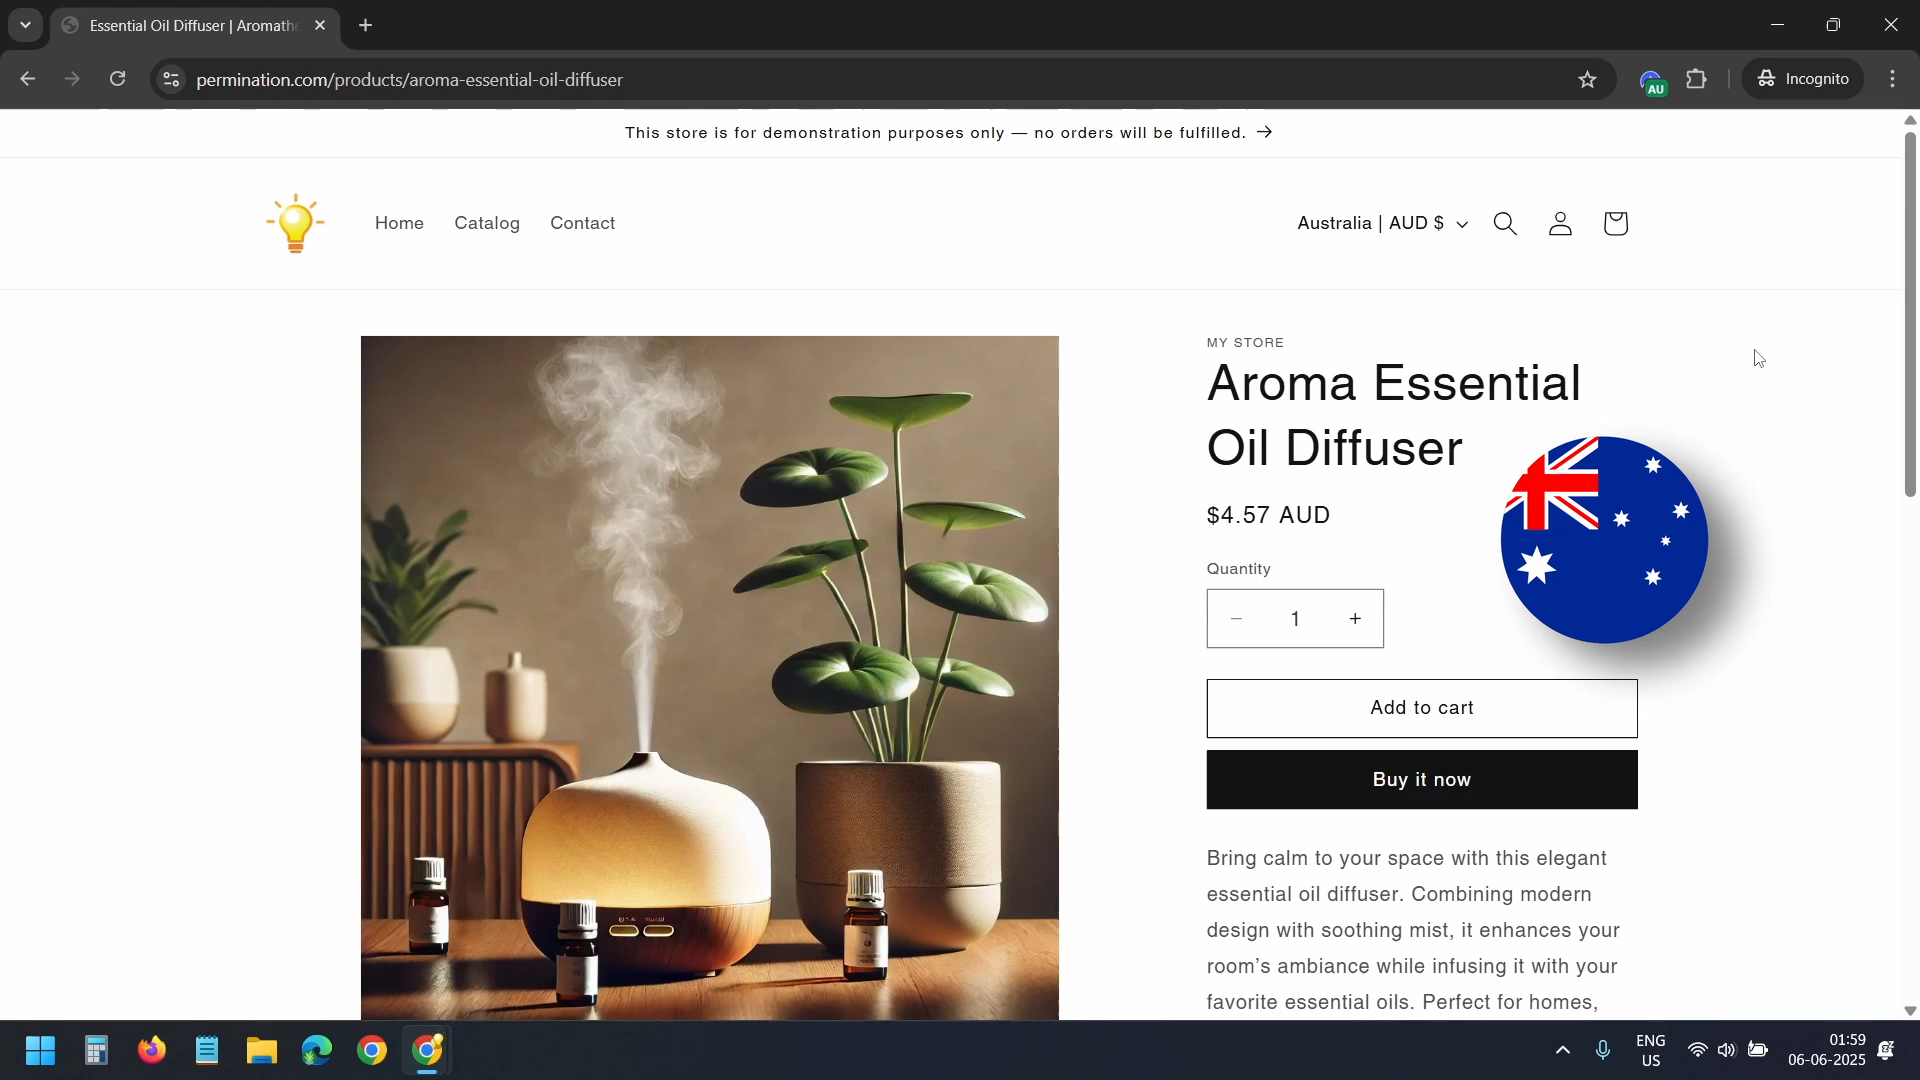 Essential Oil Diffuser | Aromathe
permination.com/products/aroma-essential-oil-diffuser
AU
Incognito
This store is for demonstration purposes only — no orders will be fulfilled.
Home
Catalog
Contact
Australia | AUD $
MY STORE
Aroma Essential
Oil Diffuser
$4.57 AUD
Quantity
1
Add to cart
Buy it now
Bring calm to your space with this elegant
essential oil diffuser. Combining modern
design with soothing mist, it enhances your
room’s ambiance while infusing it with your
favorite essential oils. Perfect for homes,
ENG
US
01:59
06-06-2025